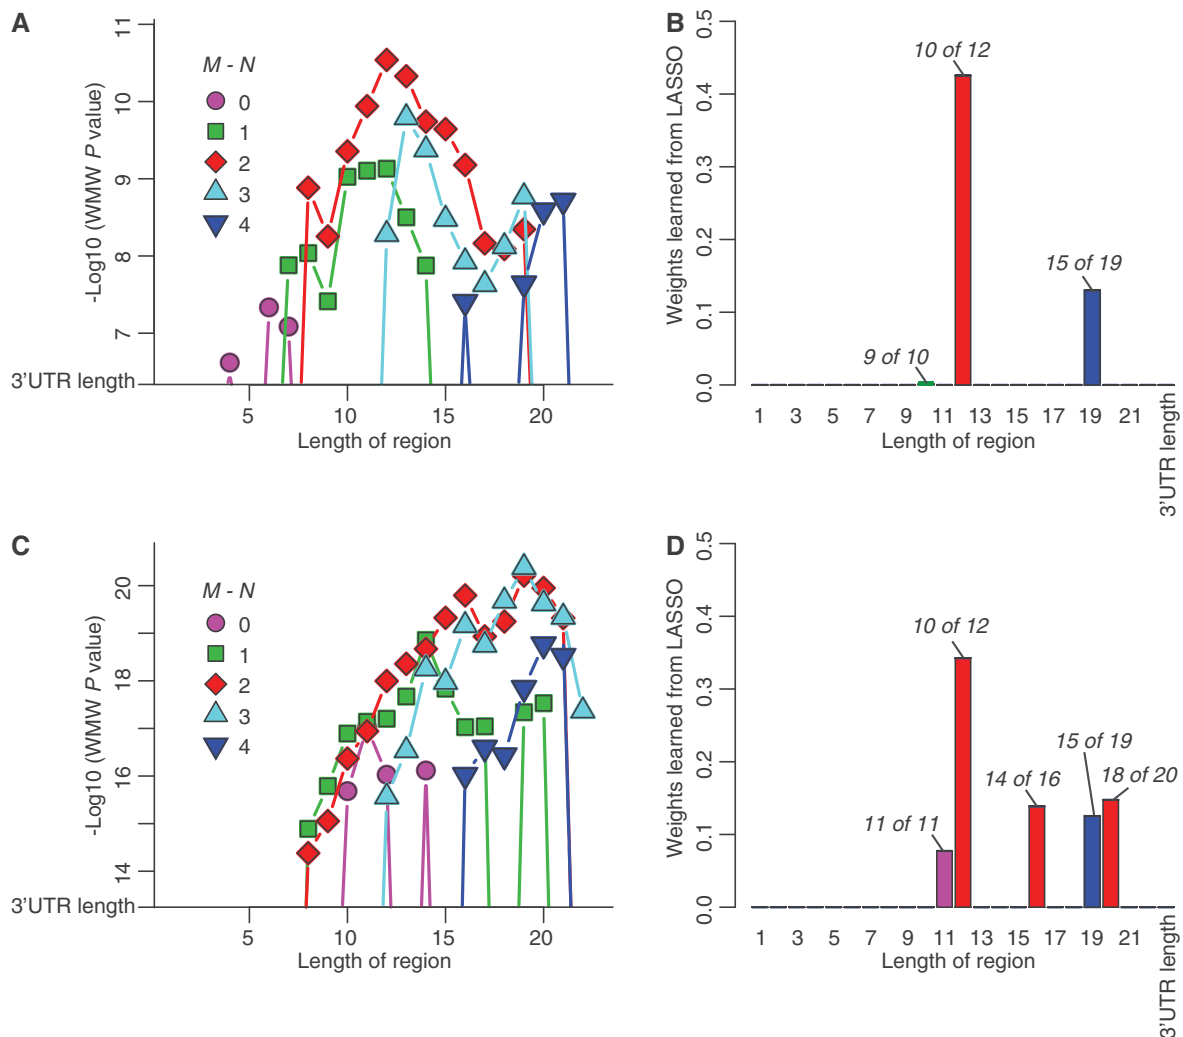 A
M - N
0
1
2
3
4
-Log10 (WMW P value)
11
10
9
8
7
3'UTR length
5
10
15
20
Length of region
B
Weights learned from LASSO
0.5
0.4
0.3
0.2
0.1
0.0
10 of 12
15 of 19
9 of 10
1 3 5 7 9 11 13 15 17 19 21 3'UTR length
Length of region
C
M - N
0
1
2
3
4
-Log10 (WMW P value)
20
18
16
14
3'UTR length
5
10
15
20
Length of region
D
Weights learned from LASSO
0.5
0.4
0.3
0.2
0.1
0.0
10 of 12
15 of 19
14 of 16
18 of 20
11 of 11
1 3 5 7 9 11 13 15 17 19 21 3'UTR length
Length of region